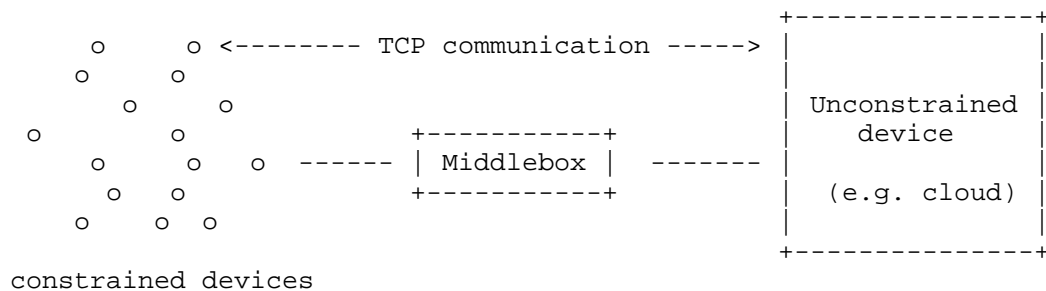 +---------------+
o o <-------- TCP communication -----> | |
o o | |
o o | Unconstrained |
o o +-----------+ | device |
o o o ------ | Middlebox | ------- | |
o o +-----------+ | (e.g. cloud) |
o o o | |
+---------------+
constrained devices